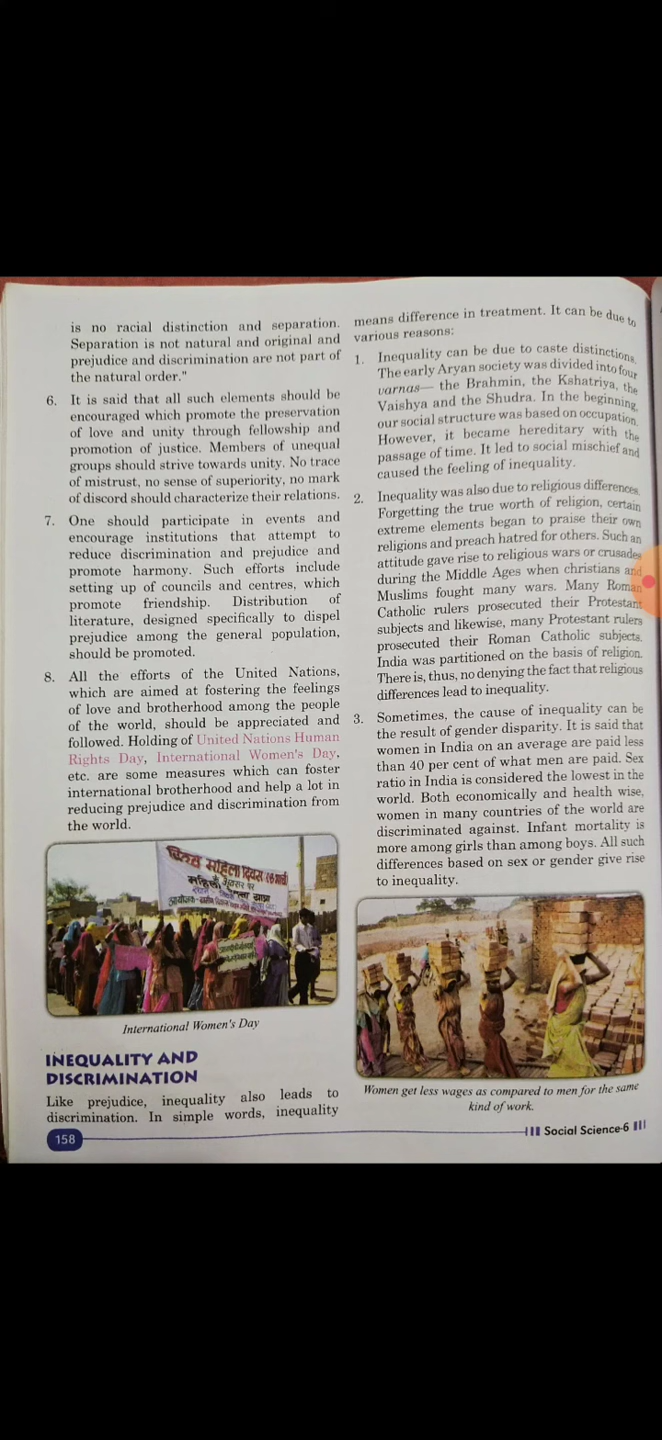 is no racial distinction and separation.
Separation is not natural and original and
prejudice and discrimination are not part of
the natural order."
6. It is said that all such elements should be
encouraged which promote the preservation
of love and unity through fellowship and
promotion of justice. Members of unequal
groups should strive towards unity. No trace
of mistrust, no sense of superiority, no mark
of discord should characterize their relations.
7. One should participate in events and
encourage institutions that attempt to
reduce discrimination and prejudice and
promote harmony. Such efforts include
setting up of councils and centres, which
promote friendship. Distribution of
literature, designed specifically to dispel
prejudice among the general population,
should be promoted.
8. All the efforts of the United Nations,
which are aimed at fostering the feelings
of love and brotherhood among the people
of the world, should be appreciated and
followed. Holding of United Nations Human
Rights Day, International Women's Day,
etc. are some measures which can foster
international brotherhood and help a lot in
reducing prejudice and discrimination from
the world.
महिला दिवस
International Women's Day
INEQUALITY AND
DISCRIMINATION
Like prejudice, inequality also leads to
discrimination. In simple words, inequality
means difference in treatment. It can be due to
various reasons:
1. Inequality can be due to caste distinctions.
The early Aryan society was divided into four
varnas— the Brahmin, the Kshatriya, the
Vaishya and the Shudra. In the beginning,
our social structure was based on occupation.
However, it became hereditary with the
passage of time. It led to social mischief and
caused the feeling of inequality.
2. Inequality was also due to religious differences.
Forgetting the true worth of religion, certain
extreme elements began to praise their own
religions and preach hatred for others. Such an
attitude gave rise to religious wars or crusades
during the Middle Ages when christians and
Muslims fought many wars. Many Roman
Catholic rulers prosecuted their Protestant
subjects and likewise, many Protestant rulers
prosecuted their Roman Catholic subjects.
India was partitioned on the basis of religion.
There is, thus, no denying the fact that religious
differences lead to inequality.
3. Sometimes, the cause of inequality can be
the result of gender disparity. It is said that
women in India on an average are paid less
than 40 per cent of what men are paid. Sex
ratio in India is considered the lowest in the
world. Both economically and health wise,
women in many countries of the world are
discriminated against. Infant mortality is
more among girls than among boys. All such
differences based on sex or gender give rise
to inequality.
Women get less wages as compared to men for the same
kind of work.
158
Social Science-6